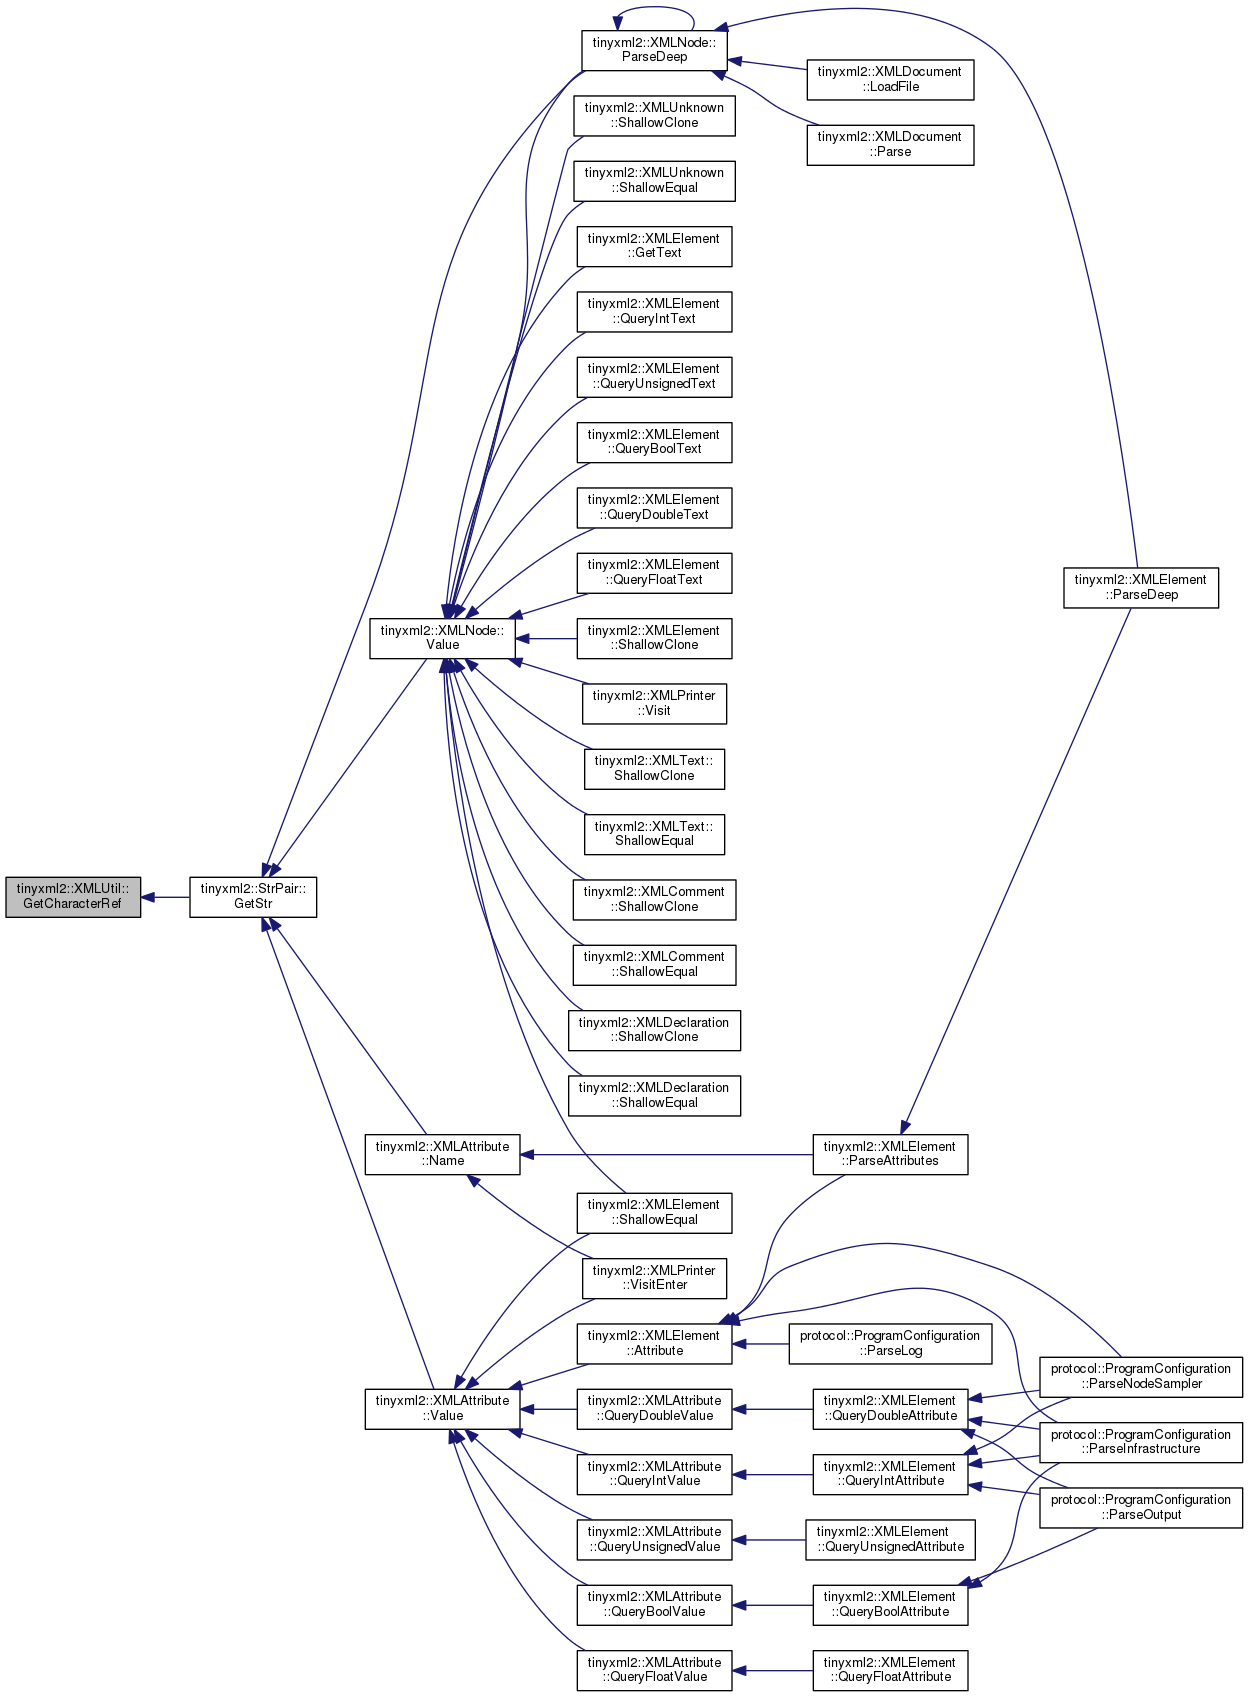 tinyxml2::XMLNode::
ParseDeep
tinyxml2::XMLDocument
::LoadFile
tinyxml2::XMLUnknown
::ShallowClone
tinyxml2::XMLDocument
::Parse
tinyxml2::XMLUnknown
::ShallowEqual
tinyxml2::XMLElement
::GetText
tinyxml2::XMLElement
::QueryIntText
tinyxml2::XMLElement
::QueryUnsignedText
tinyxml2::XMLElement
::QueryBoolText
tinyxml2::XMLElement
::QueryDoubleText
tinyxml2::XMLElement
::QueryFloatText
tinyxml2::XMLElement
::ParseDeep
tinyxml2::XMLNode::
Value
tinyxml2::XMLElement
::ShallowClone
tinyxml2::XMLPrinter
::Visit
tinyxml2::XMLText::
ShallowClone
tinyxml2::XMLText::
ShallowEqual
tinyxml2::XMLUtil::
GetCharacterRef
tinyxml2::StrPair::
GetStr
tinyxml2::XMLComment
::ShallowClone
tinyxml2::XMLComment
::ShallowEqual
tinyxml2::XMLDeclaration
::ShallowClone
tinyxml2::XMLDeclaration
::ShallowEqual
tinyxml2::XMLAttribute
::Name
tinyxml2::XMLElement
::ParseAttributes
tinyxml2::XMLElement
::ShallowEqual
tinyxml2::XMLPrinter
::VisitEnter
tinyxml2::XMLElement
::Attribute
protocol::ProgramConfiguration
::ParseLog
protocol::ProgramConfiguration
::ParseNodeSampler
tinyxml2::XMLAttribute
::Value
tinyxml2::XMLAttribute
::QueryDoubleValue
tinyxml2::XMLElement
::QueryDoubleAttribute
protocol::ProgramConfiguration
::ParseInfrastructure
tinyxml2::XMLAttribute
::QueryIntValue
tinyxml2::XMLElement
::QueryIntAttribute
protocol::ProgramConfiguration
::ParseOutput
tinyxml2::XMLAttribute
::QueryUnsignedValue
tinyxml2::XMLElement
::QueryUnsignedAttribute
tinyxml2::XMLAttribute
::QueryBoolValue
tinyxml2::XMLElement
::QueryBoolAttribute
tinyxml2::XMLAttribute
::QueryFloatValue
tinyxml2::XMLElement
::QueryFloatAttribute